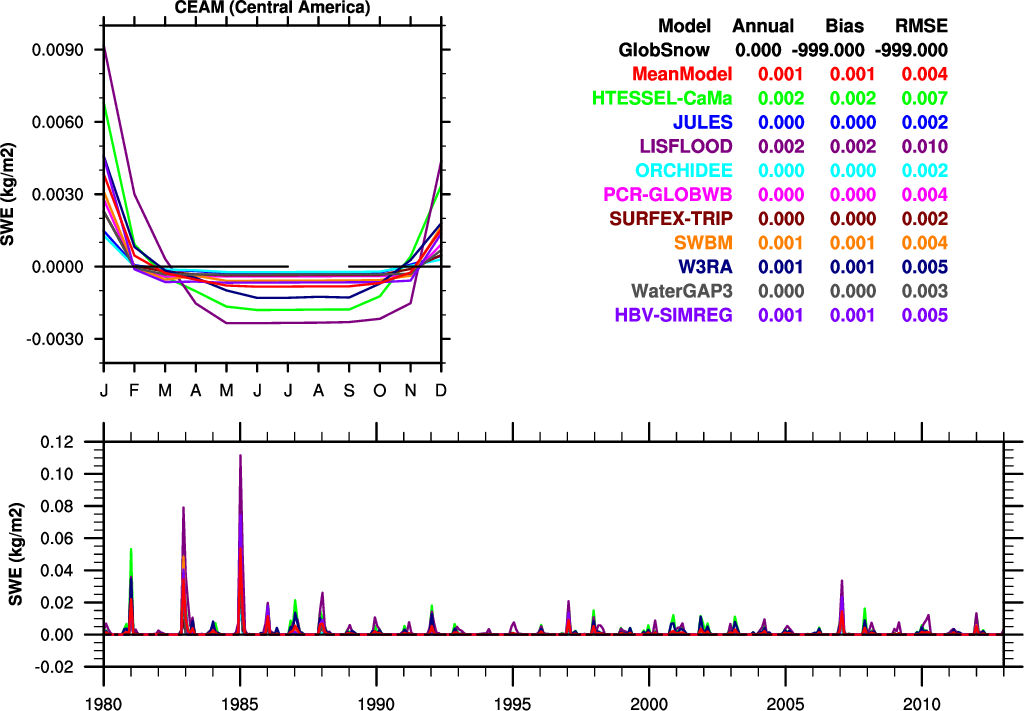 CEAM (Central America)
SWE (kg/m2)
0.0090
0.0060
0.0030
0.0000
-0.0030
J F M A M J J A S O N D
Model Annual Bias RMSE
GlobSnow 0.000 -999.000 -999.000
MeanModel 0.001 0.001 0.004
HTESSEL-CaMa 0.002 0.002 0.007
JULES 0.000 0.000 0.002
LISFLOOD 0.002 0.002 0.010
ORCHIDEE 0.000 0.000 0.002
PCR-GLOBWB 0.000 0.000 0.004
SURFEX-TRIP 0.000 0.000 0.002
SWBM 0.001 0.001 0.004
W3RA 0.001 0.001 0.005
WaterGAP3 0.000 0.000 0.003
HBV-SIMREG 0.001 0.001 0.005
SWE (kg/m2)
0.12
0.10
0.08
0.06
0.04
0.02
0.00
-0.02
1980 1985 1990 1995 2000 2005 2010